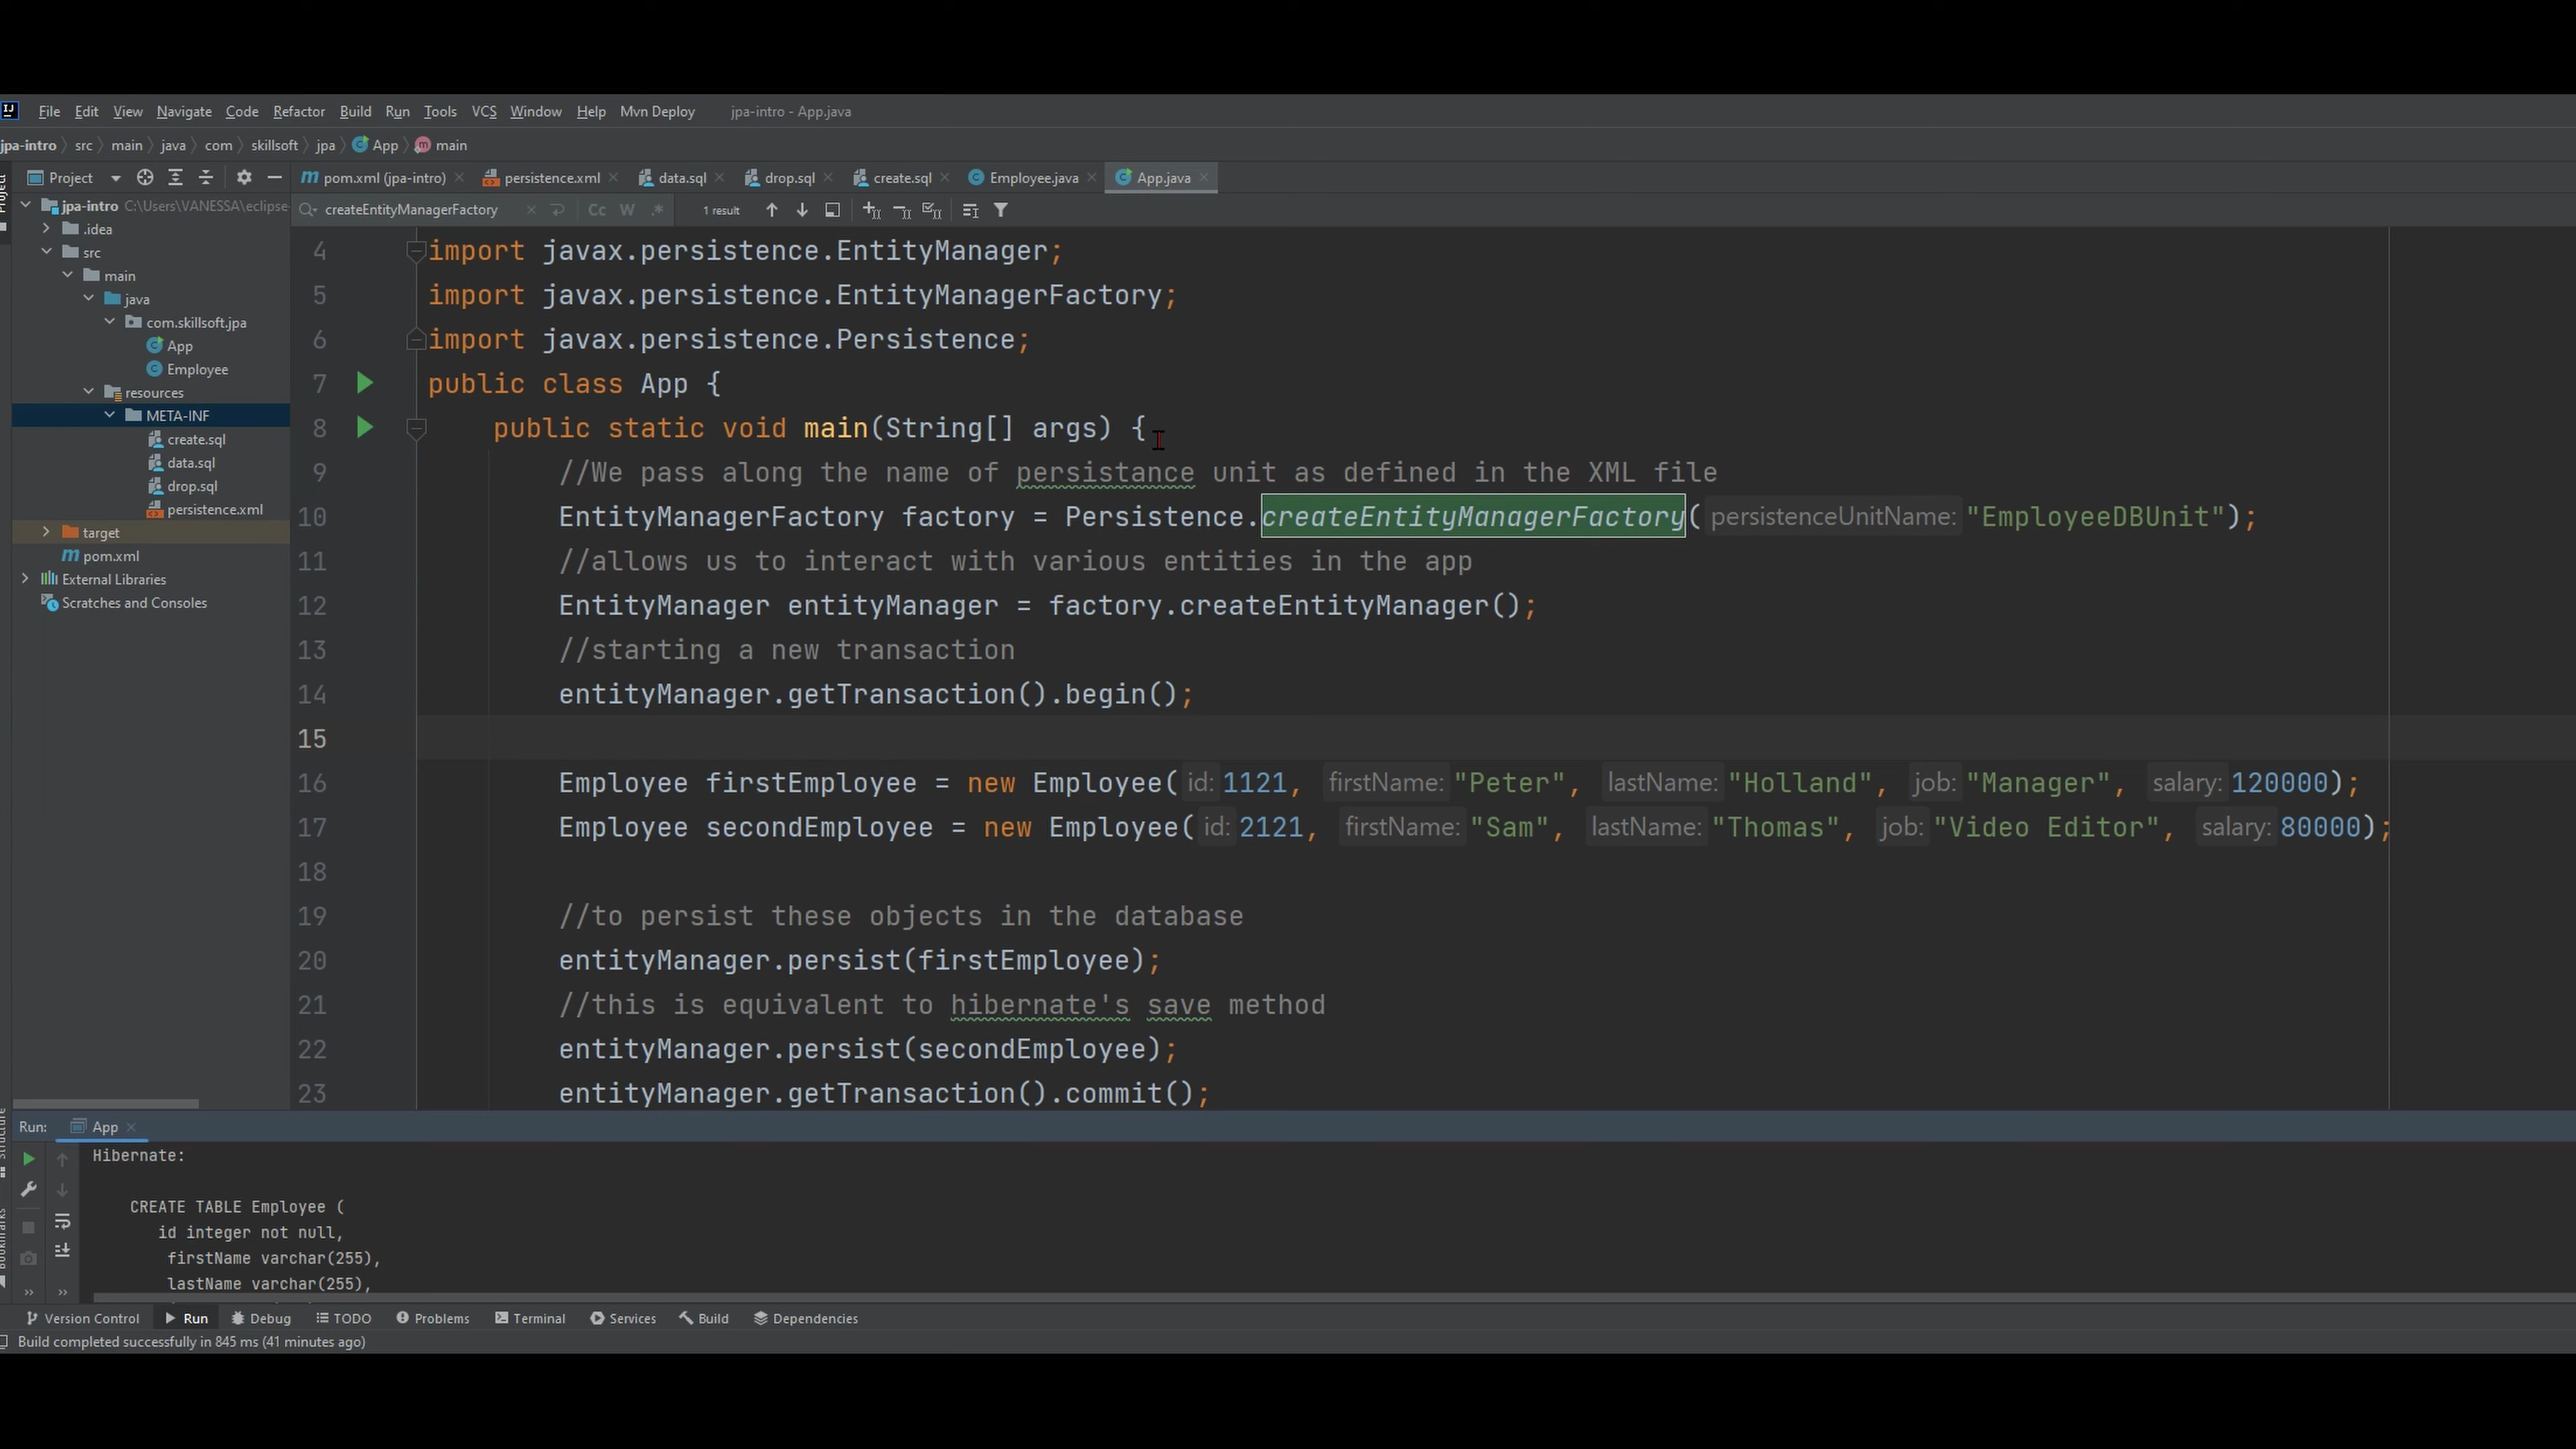 File Edit View Navigate Code Refactor Build Run Tools VCS Window Help Mvn Deploy jpa-intro - App.java
jpa-intro src main java com skillsoft jpa App main
Project
pom.xml (jpa-intro) persistence.xml data.sql drop.sql create.sql Employee.java App.java
createEntityManagerFactory Cc W .* 1 result
Project
jpa-intro C:\Users\VANESSA\eclipse
.idea
src
main
java
com.skillsoft.jpa
App
Employee
resources
META-INF
create.sql
data.sql
drop.sql
persistence.xml
target
pom.xml
External Libraries
Scratches and Consoles
4 import javax.persistence.EntityManager;
5 import javax.persistence.EntityManagerFactory;
6 import javax.persistence.Persistence;
7 public class App {
8 public static void main(String[] args) {
9 //We pass along the name of persistance unit as defined in the XML file
10 EntityManagerFactory factory = Persistence.createEntityManagerFactory( persistenceUnitName: "EmployeeDBUnit");
11 //allows us to interact with various entities in the app
12 EntityManager entityManager = factory.createEntityManager();
13 //starting a new transaction
14 entityManager.getTransaction().begin();
15
16 Employee firstEmployee = new Employee( id: 1121, firstName: "Peter", lastName: "Holland", job: "Manager", salary: 120000);
17 Employee secondEmployee = new Employee( id: 2121, firstName: "Sam", lastName: "Thomas", job: "Video Editor", salary: 80000);
18
19 //to persist these objects in the database
20 entityManager.persist(firstEmployee);
21 //this is equivalent to hibernate's save method
22 entityManager.persist(secondEmployee);
23 entityManager.getTransaction().commit();
Run: App
Hibernate:
CREATE TABLE Employee (
id integer not null,
firstName varchar(255),
lastName varchar(255),
Version Control Run Debug TODO Problems Terminal Services Build Dependencies
Build completed successfully in 845 ms (41 minutes ago)